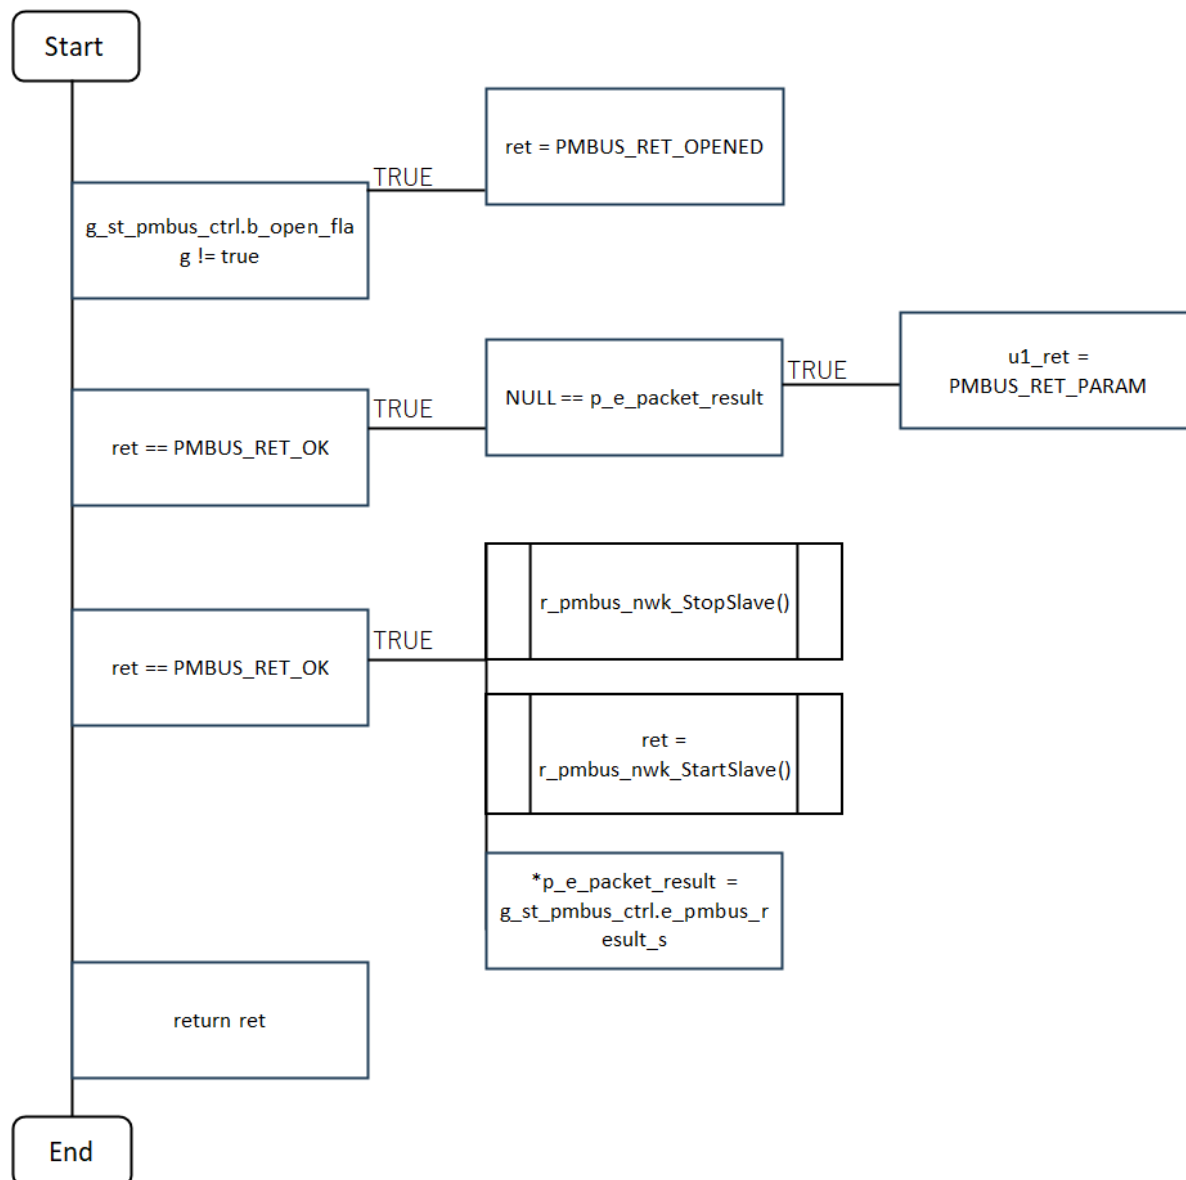 Start
TRUE
ret = PMBUS_RET_OPENED
g_st_pmbus_ctrl.b_open_fla
g != true
TRUE
NULL == p_e_packet_result
TRUE
u1_ret =
PMBUS_RET_PARAM
ret == PMBUS_RET_OK
r_pmbus_nwk_StopSlave()
TRUE
ret == PMBUS_RET_OK
ret =
r_pmbus_nwk_StartSlave()
*p_e_packet_result =
g_st_pmbus_ctrl.e_pmbus_r
esult_s
return ret
End